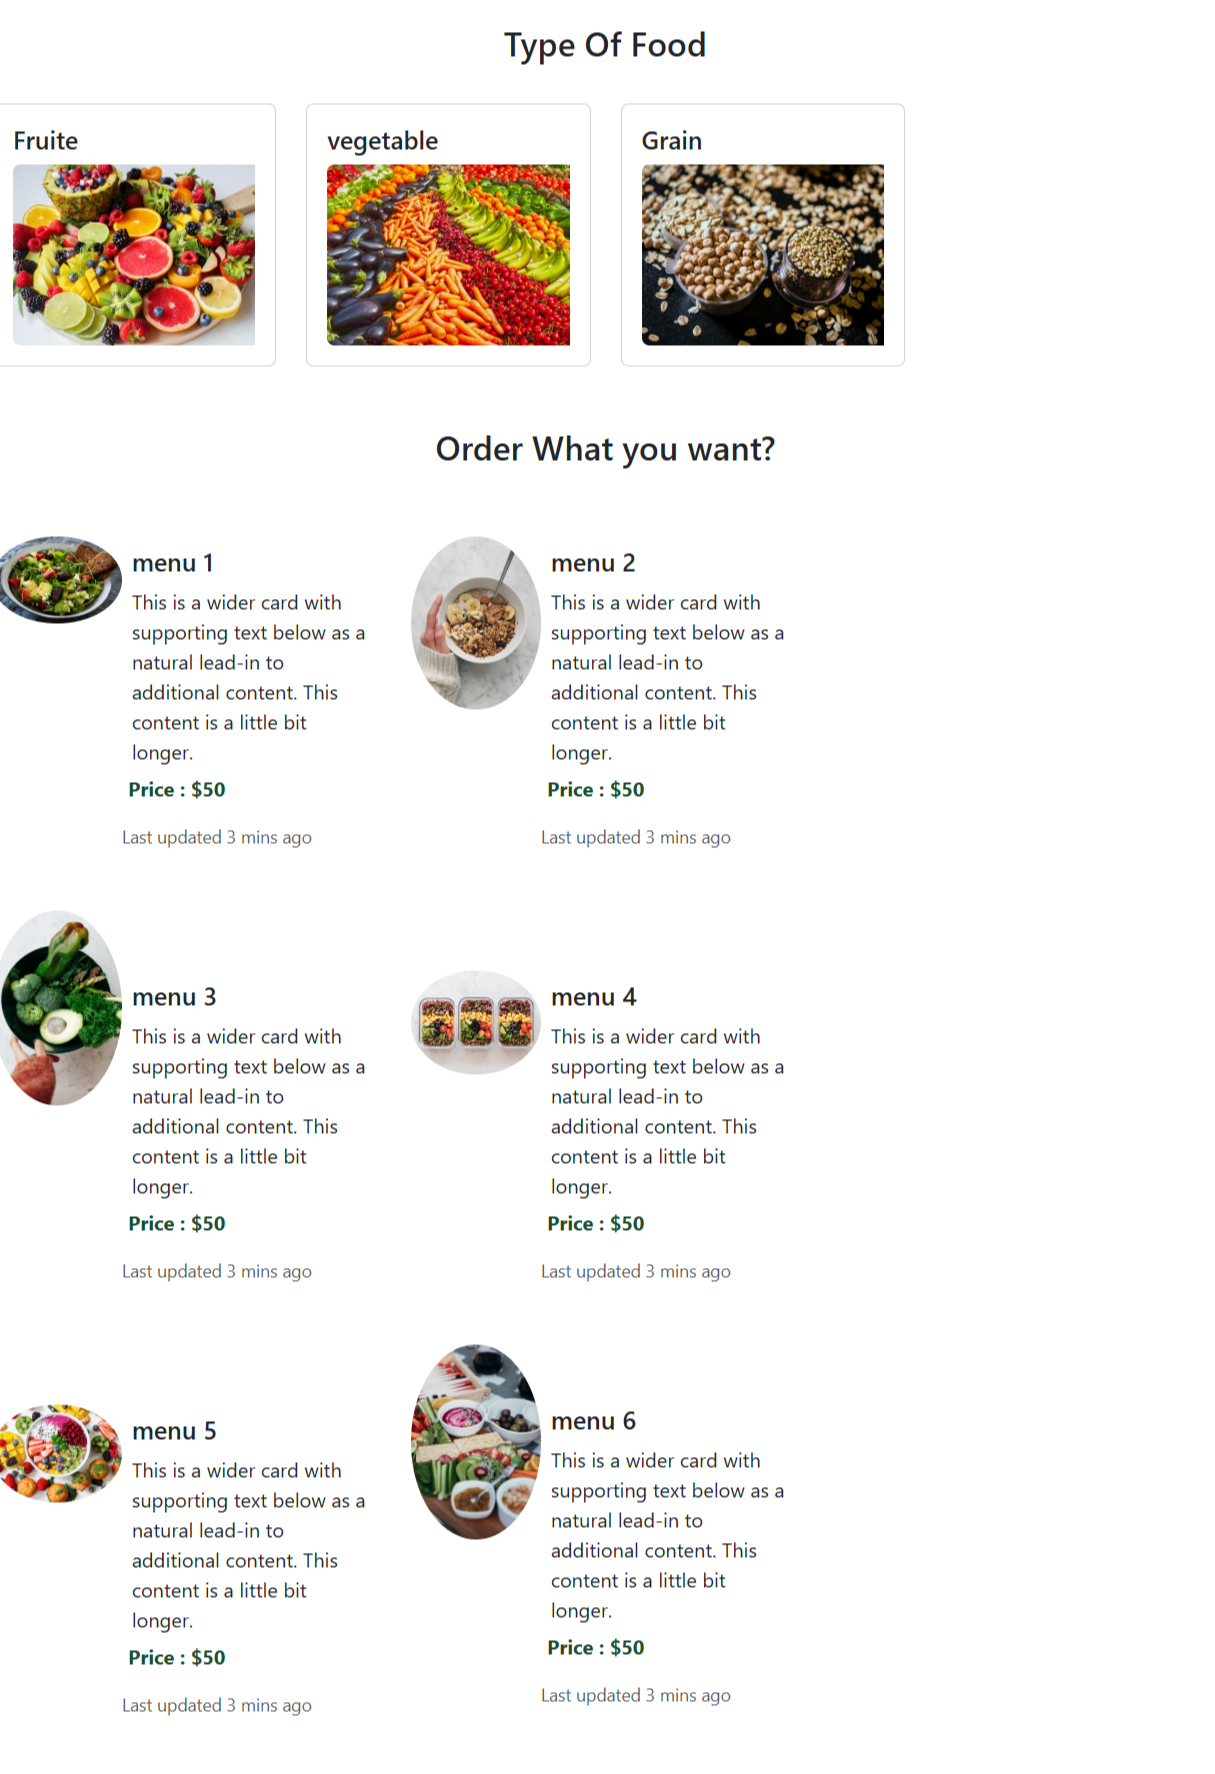 Type Of Food
Fruite
vegetable
Grain
Order What you want?
menu 1
This is a wider card with
supporting text below as a
natural lead-in to
additional content. This
content is a little bit
longer.
Price : $50
Last updated 3 mins ago
menu 2
This is a wider card with
supporting text below as a
natural lead-in to
additional content. This
content is a little bit
longer.
Price : $50
Last updated 3 mins ago
menu 3
This is a wider card with
supporting text below as a
natural lead-in to
additional content. This
content is a little bit
longer.
Price : $50
Last updated 3 mins ago
menu 4
This is a wider card with
supporting text below as a
natural lead-in to
additional content. This
content is a little bit
longer.
Price : $50
Last updated 3 mins ago
menu 5
This is a wider card with
supporting text below as a
natural lead-in to
additional content. This
content is a little bit
longer.
Price : $50
Last updated 3 mins ago
menu 6
This is a wider card with
supporting text below as a
natural lead-in to
additional content. This
content is a little bit
longer.
Price : $50
Last updated 3 mins ago